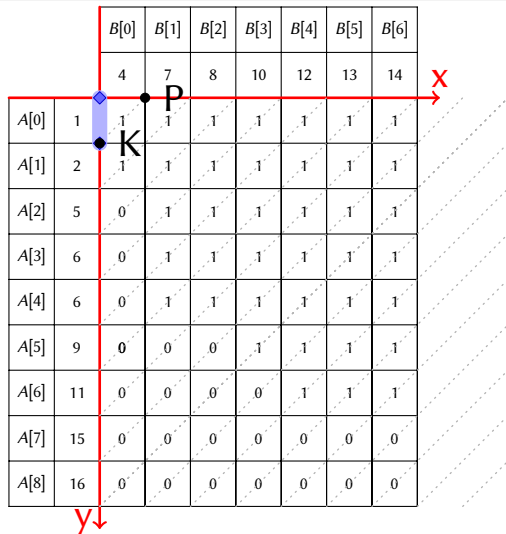 B[0] B[1] B[2] B[3] B[4] B[5] B[6]
4 7 8 10 12 13 14
x
P
A[0] 1 1 1 1 1 1 1 1
K
A[1] 2 1 1 1 1 1 1 1
A[2] 5 0 1 1 1 1 1 1
A[3] 6 0 1 1 1 1 1 1
A[4] 6 0 1 1 1 1 1 1
A[5] 9 0 0 0 1 1 1 1
A[6] 11 0 0 0 0 1 1 1
A[7] 15 0 0 0 0 0 0 0
A[8] 16 0 0 0 0 0 0 0
y